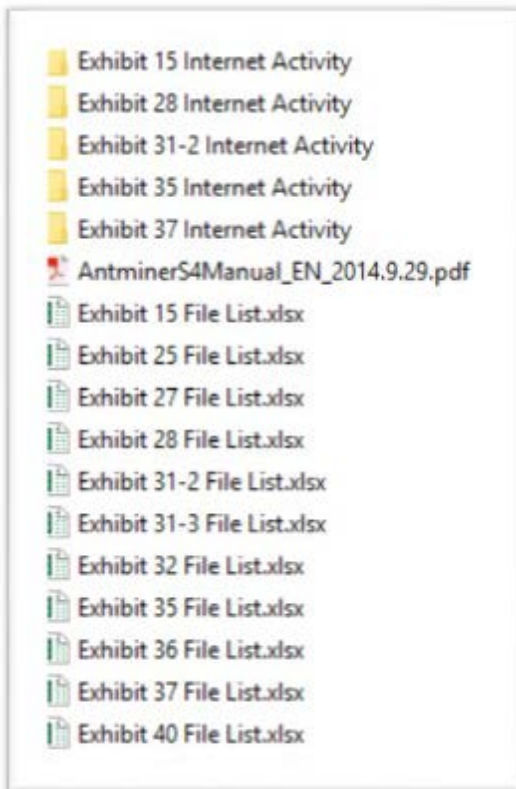 Exhibit 15 Internet Activity
Exhibit 28 Internet Activity
Exhibit 31-2 Internet Activity
Exhibit 35 Internet Activity
Exhibit 37 Internet Activity
AntminerS4Manual_EN_2014.9.29.pdf
Exhibit 15 File List.xlsx
Exhibit 25 File List.xlsx
Exhibit 27 File List.xlsx
Exhibit 28 File List.xlsx
Exhibit 31-2 File List.xlsx
Exhibit 31-3 File List.xlsx
Exhibit 32 File List.xlsx
Exhibit 35 File List.xlsx
Exhibit 36 File List.xlsx
Exhibit 37 File List.xlsx
Exhibit 40 File List.xlsx